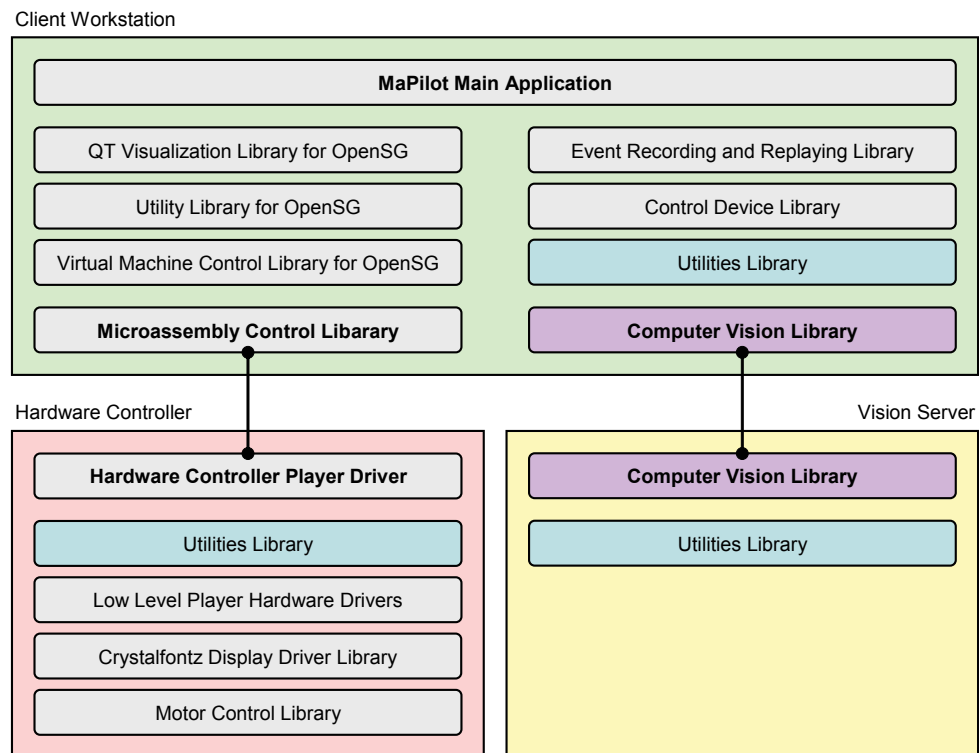 Client Workstation
MaPilot Main Application
QT Visualization Library for OpenSG
Event Recording and Replaying Library
Utility Library for OpenSG
Control Device Library
Virtual Machine Control Library for OpenSG
Utilities Library
Microassembly Control Libarary
Computer Vision Library
Hardware Controller
Vision Server
Hardware Controller Player Driver
Computer Vision Library
Utilities Library
Utilities Library
Low Level Player Hardware Drivers
Crystalfontz Display Driver Library
Motor Control Library